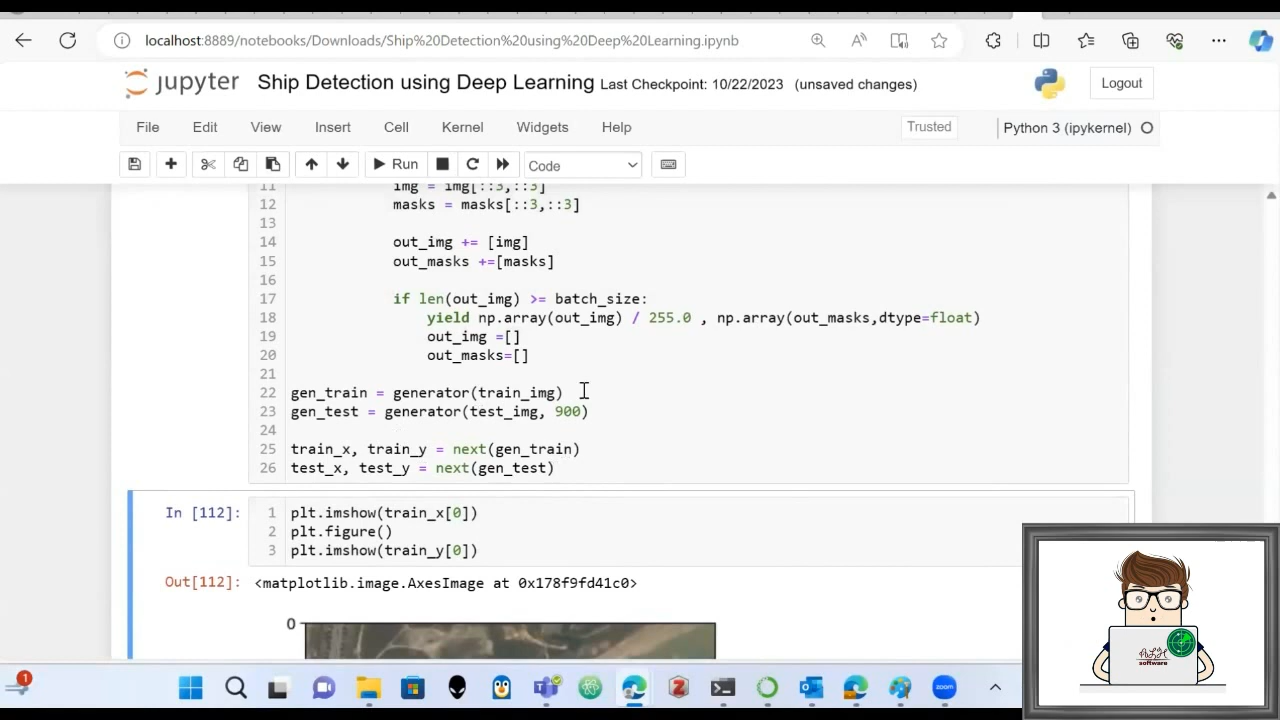 localhost:8889/notebooks/Downloads/Ship%20Detection%20using%20Deep%20Learning.ipynb
jupyter Ship Detection using Deep Learning Last Checkpoint: 10/22/2023 (unsaved changes) Logout
File Edit View Insert Cell Kernel Widgets Help Trusted Python 3 (ipykernel)
Run Code
11 img = img[::3,::3]
12 masks = masks[::3,::3]
13
14 out_img += [img]
15 out_masks +=[masks]
16
17 if len(out_img) >= batch_size:
18 yield np.array(out_img) / 255.0 , np.array(out_masks,dtype=float)
19 out_img =[]
20 out_masks=[]
21
22 gen_train = generator(train_img)
23 gen_test = generator(test_img, 900)
24
25 train_x, train_y = next(gen_train)
26 test_x, test_y = next(gen_test)
In [112]: 1 plt.imshow(train_x[0])
2 plt.figure()
3 plt.imshow(train_y[0])
Out[112]: <matplotlib.image.AxesImage at 0x178f9fd41c0>
0
software
1
zoom